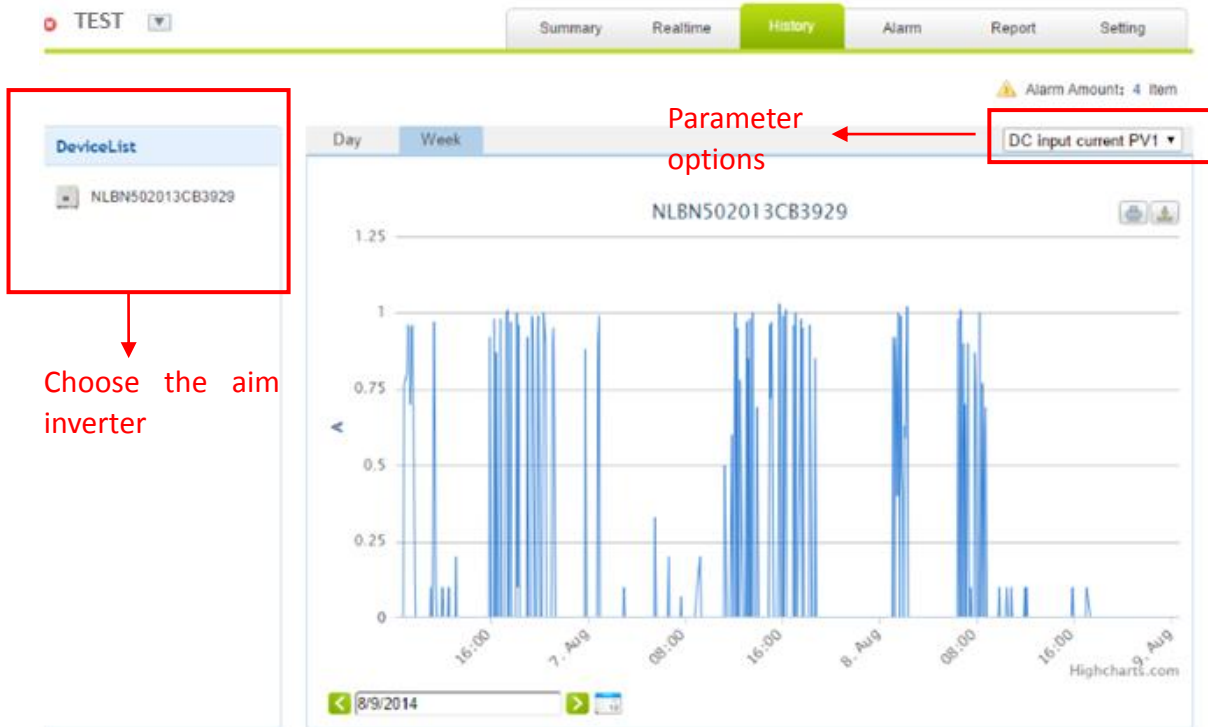 TEST
Summary Realtime History Alarm Report Setting
Alarm Amount: 4 Item
DeviceList
NLBN502013CB3929
Choose the aim
inverter
Day Week
Parameter
options
DC input current PV1
NLBN502013CB3929
1.25
1
0.75
0.5
0.25
0
A
16:00 7. Aug 08:00 16:00 8. Aug 08:00 16:00 9. Aug
Highcharts.com
8/9/2014